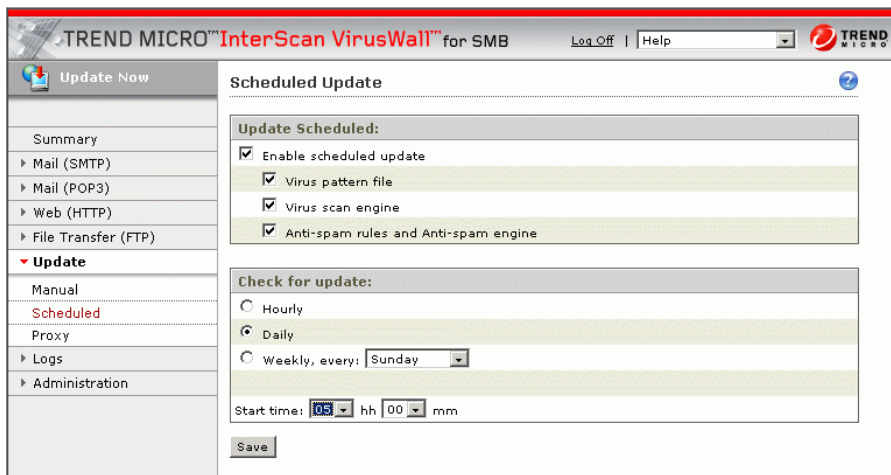 TREND MICRO™ InterScan VirusWall™ for SMB
Log Off | Help
TREND MICRO
Update Now
Summary
Mail (SMTP)
Mail (POP3)
Web (HTTP)
File Transfer (FTP)
Update
Manual
Scheduled
Proxy
Logs
Administration
Scheduled Update
?
Update Scheduled:
Enable scheduled update
Virus pattern file
Virus scan engine
Anti-spam rules and Anti-spam engine
Check for update:
Hourly
Daily
Weekly, every: Sunday
Start time: 05 hh 00 mm
Save